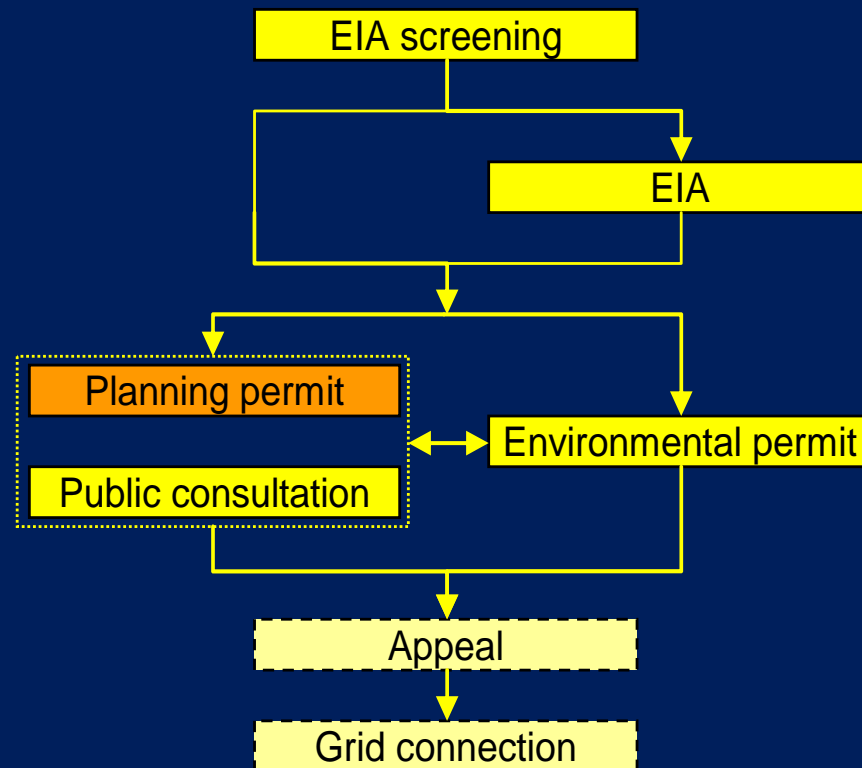 EIA screening
EIA
Planning permit
Environmental permit
Public consultation
Appeal
Grid connection